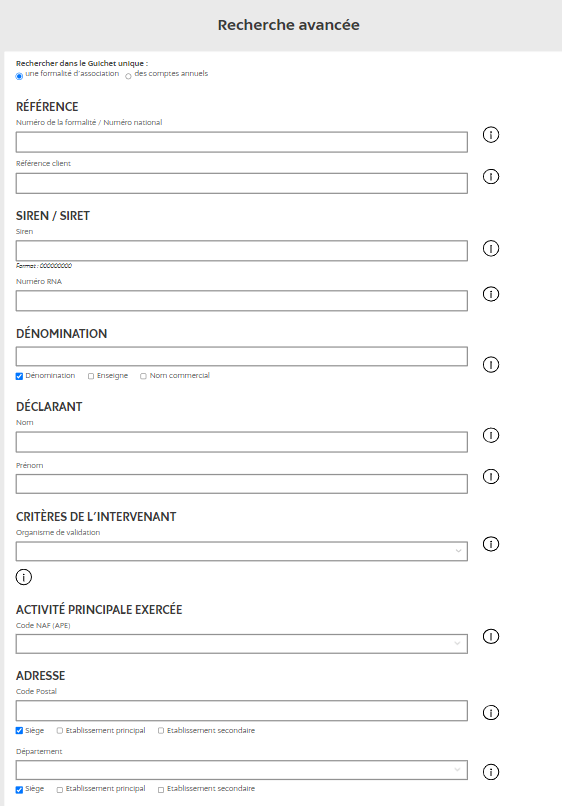 Recherche avancée
Rechercher dans le Guichet unique :
une formalité d'association des comptes annuels
RÉFÉRENCE
Numéro de la formalité / Numéro national
Référence client
SIREN / SIRET
Siren
Format : 000000000
Numéro RNA
DÉNOMINATION
Dénomination Enseigne Nom commercial
DÉCLARANT
Nom
Prénom
CRITÈRES DE L'INTERVENANT
Organisme de validation
ACTIVITÉ PRINCIPALE EXERCÉE
Code NAF (APE)
ADRESSE
Code Postal
Siège Etablissement principal Etablissement secondaire
Département
Siège Etablissement principal Etablissement secondaire